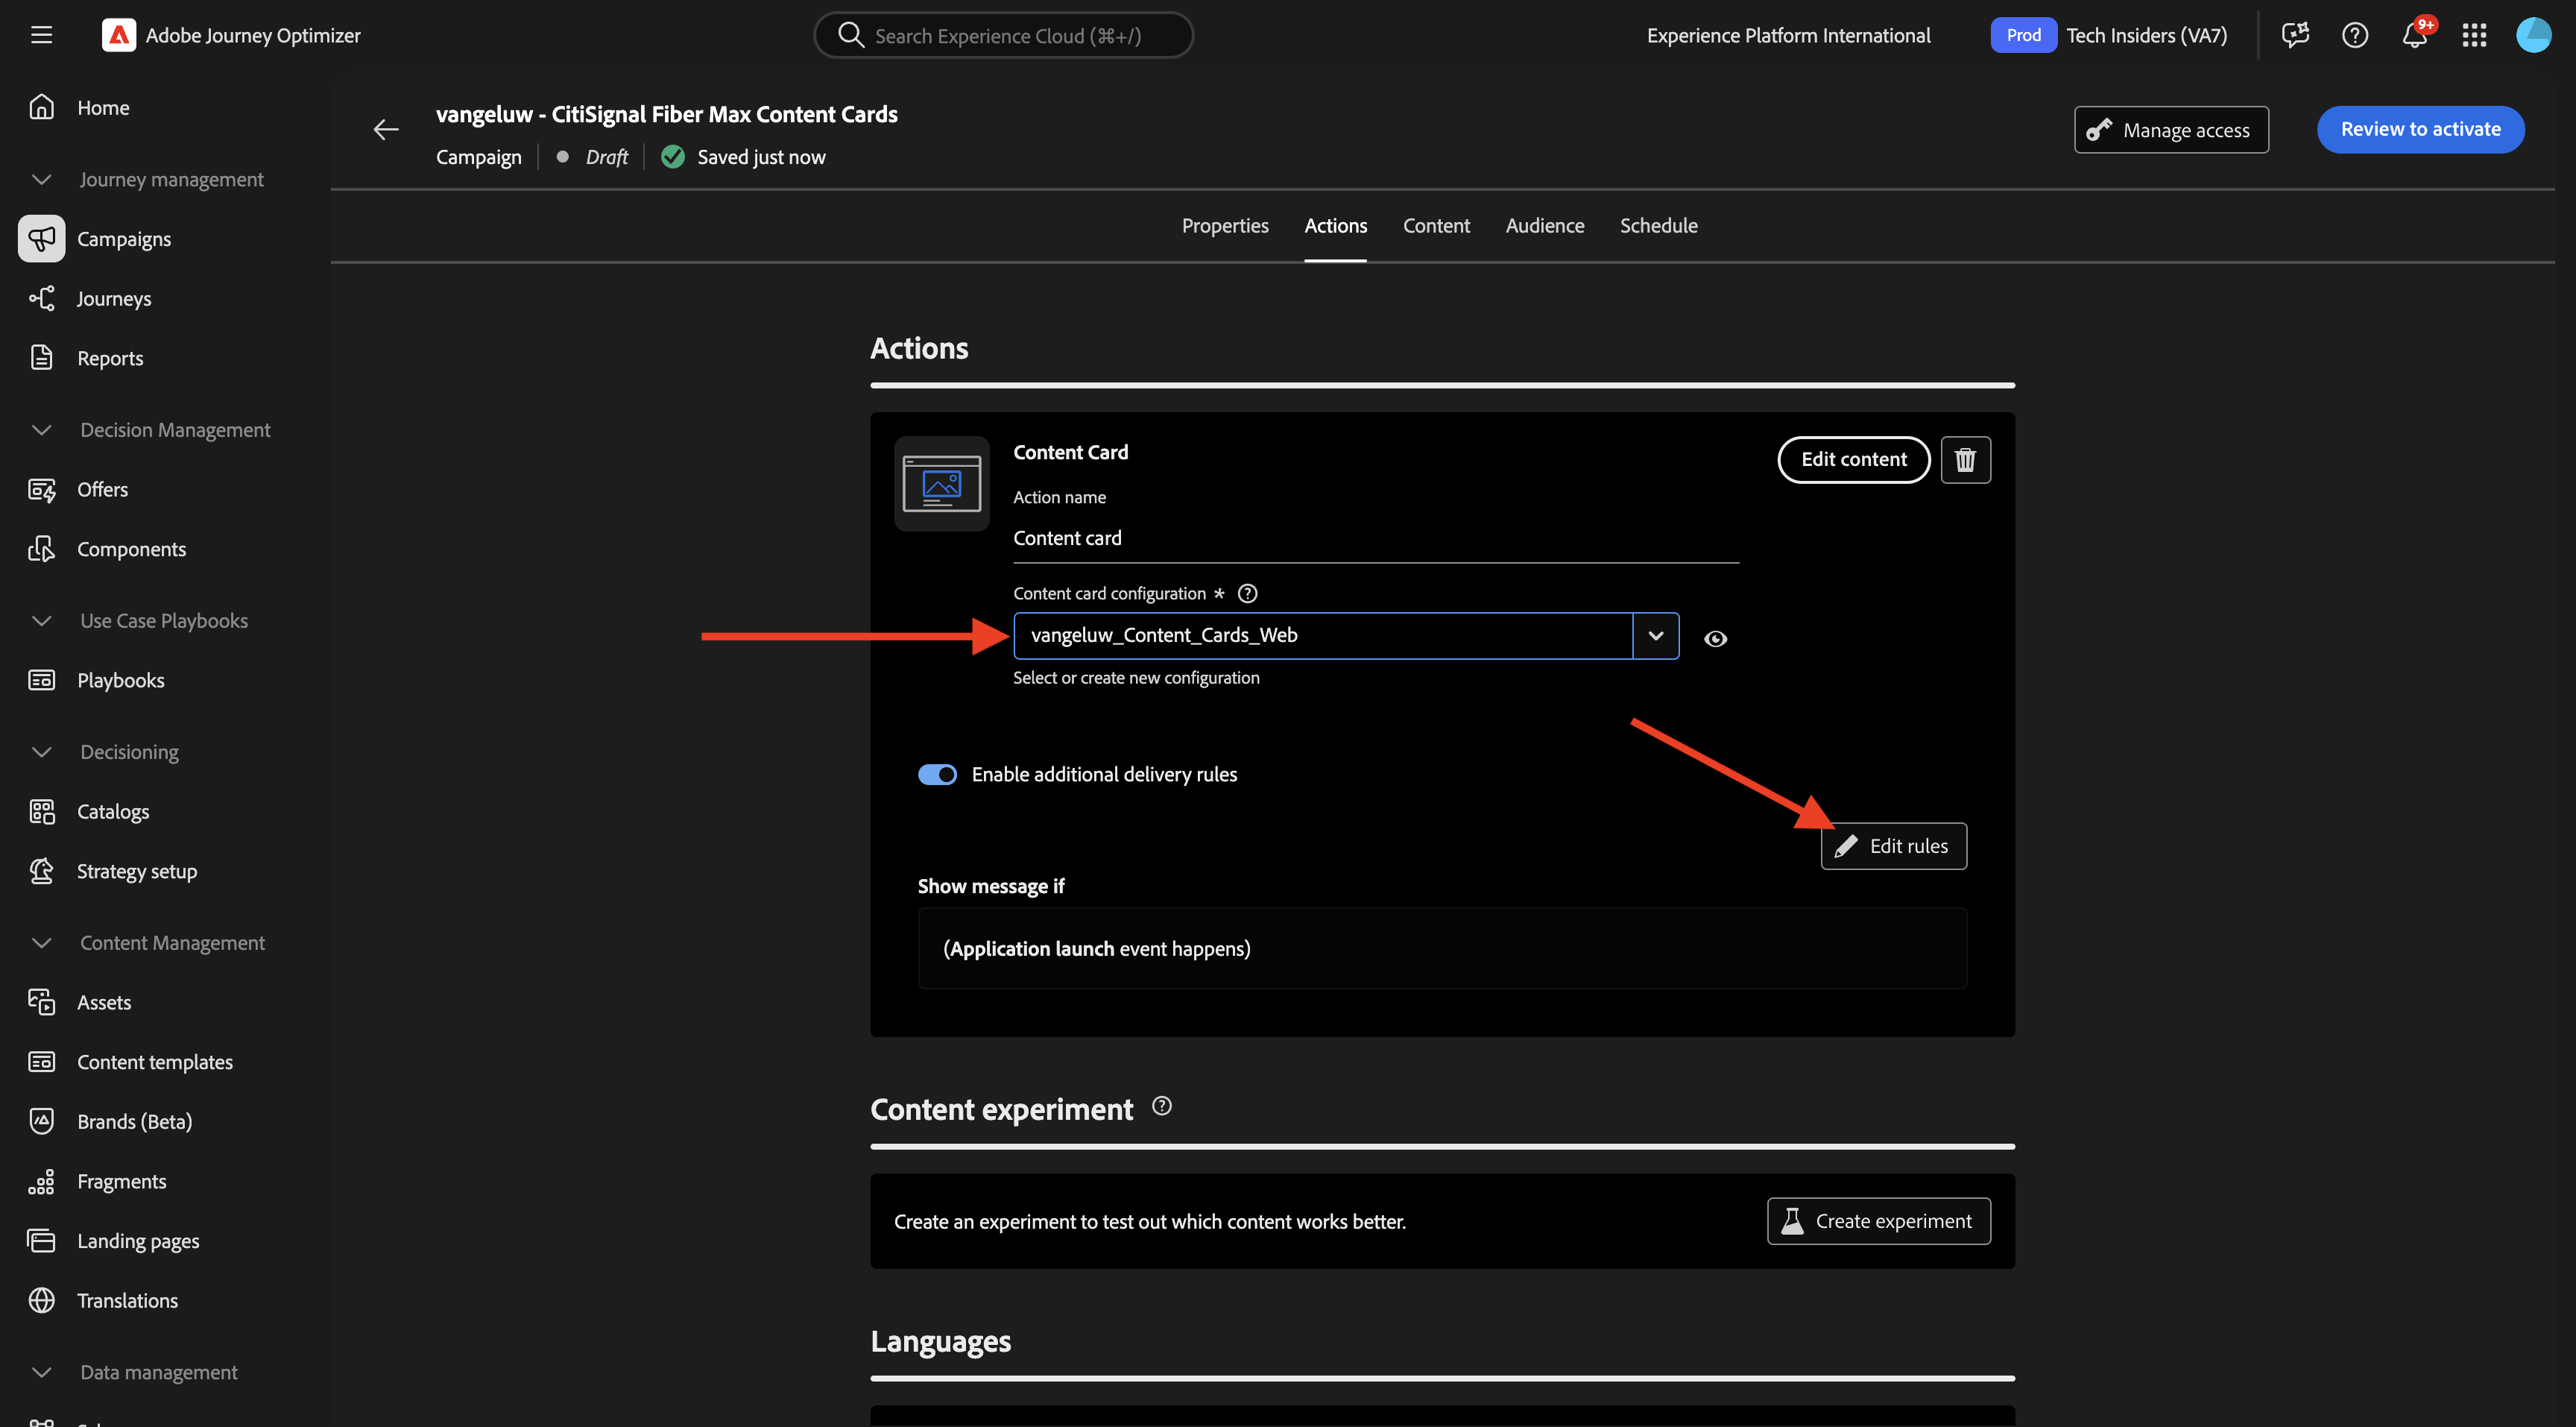 Adobe Journey Optimizer
Search Experience Cloud (⌘+/)
Experience Platform International
Prod
Tech Insiders (VA7)
9+
Home
Journey management
Campaigns
Journeys
Reports
Decision Management
Offers
Components
Use Case Playbooks
Playbooks
Decisioning
Catalogs
Strategy setup
Content Management
Assets
Content templates
Brands (Beta)
Fragments
Landing pages
Translations
Data management
vangeluw - CitiSignal Fiber Max Content Cards
Campaign
Draft
Saved just now
Manage access
Review to activate
Properties
Actions
Content
Audience
Schedule
Actions
Content Card
Edit content
Action name
Content card
Content card configuration *
vangeluw_Content_Cards_Web
Select or create new configuration
Enable additional delivery rules
Edit rules
Show message if
(Application launch event happens)
Content experiment
Create an experiment to test out which content works better.
Create experiment
Languages